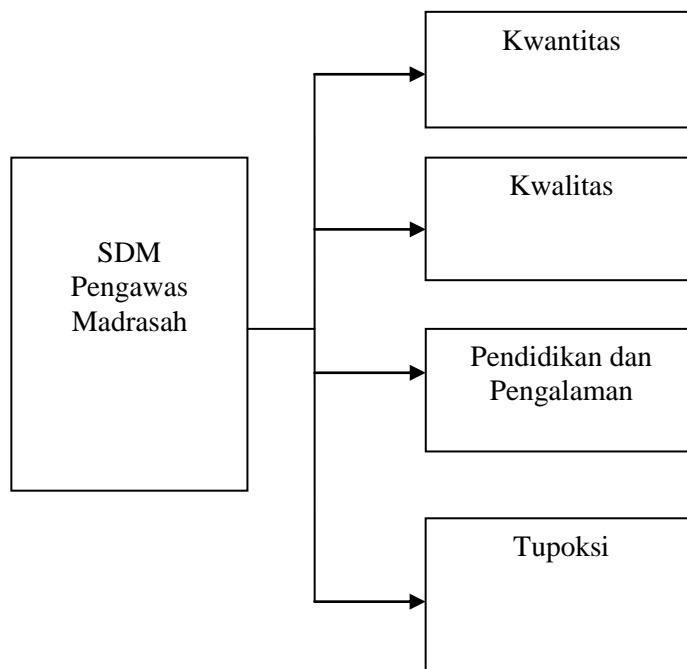 Kwantitas
Kwalitas
SDM
Pengawas
Madrasah
Pendidikan dan
Pengalaman
Tupoksi